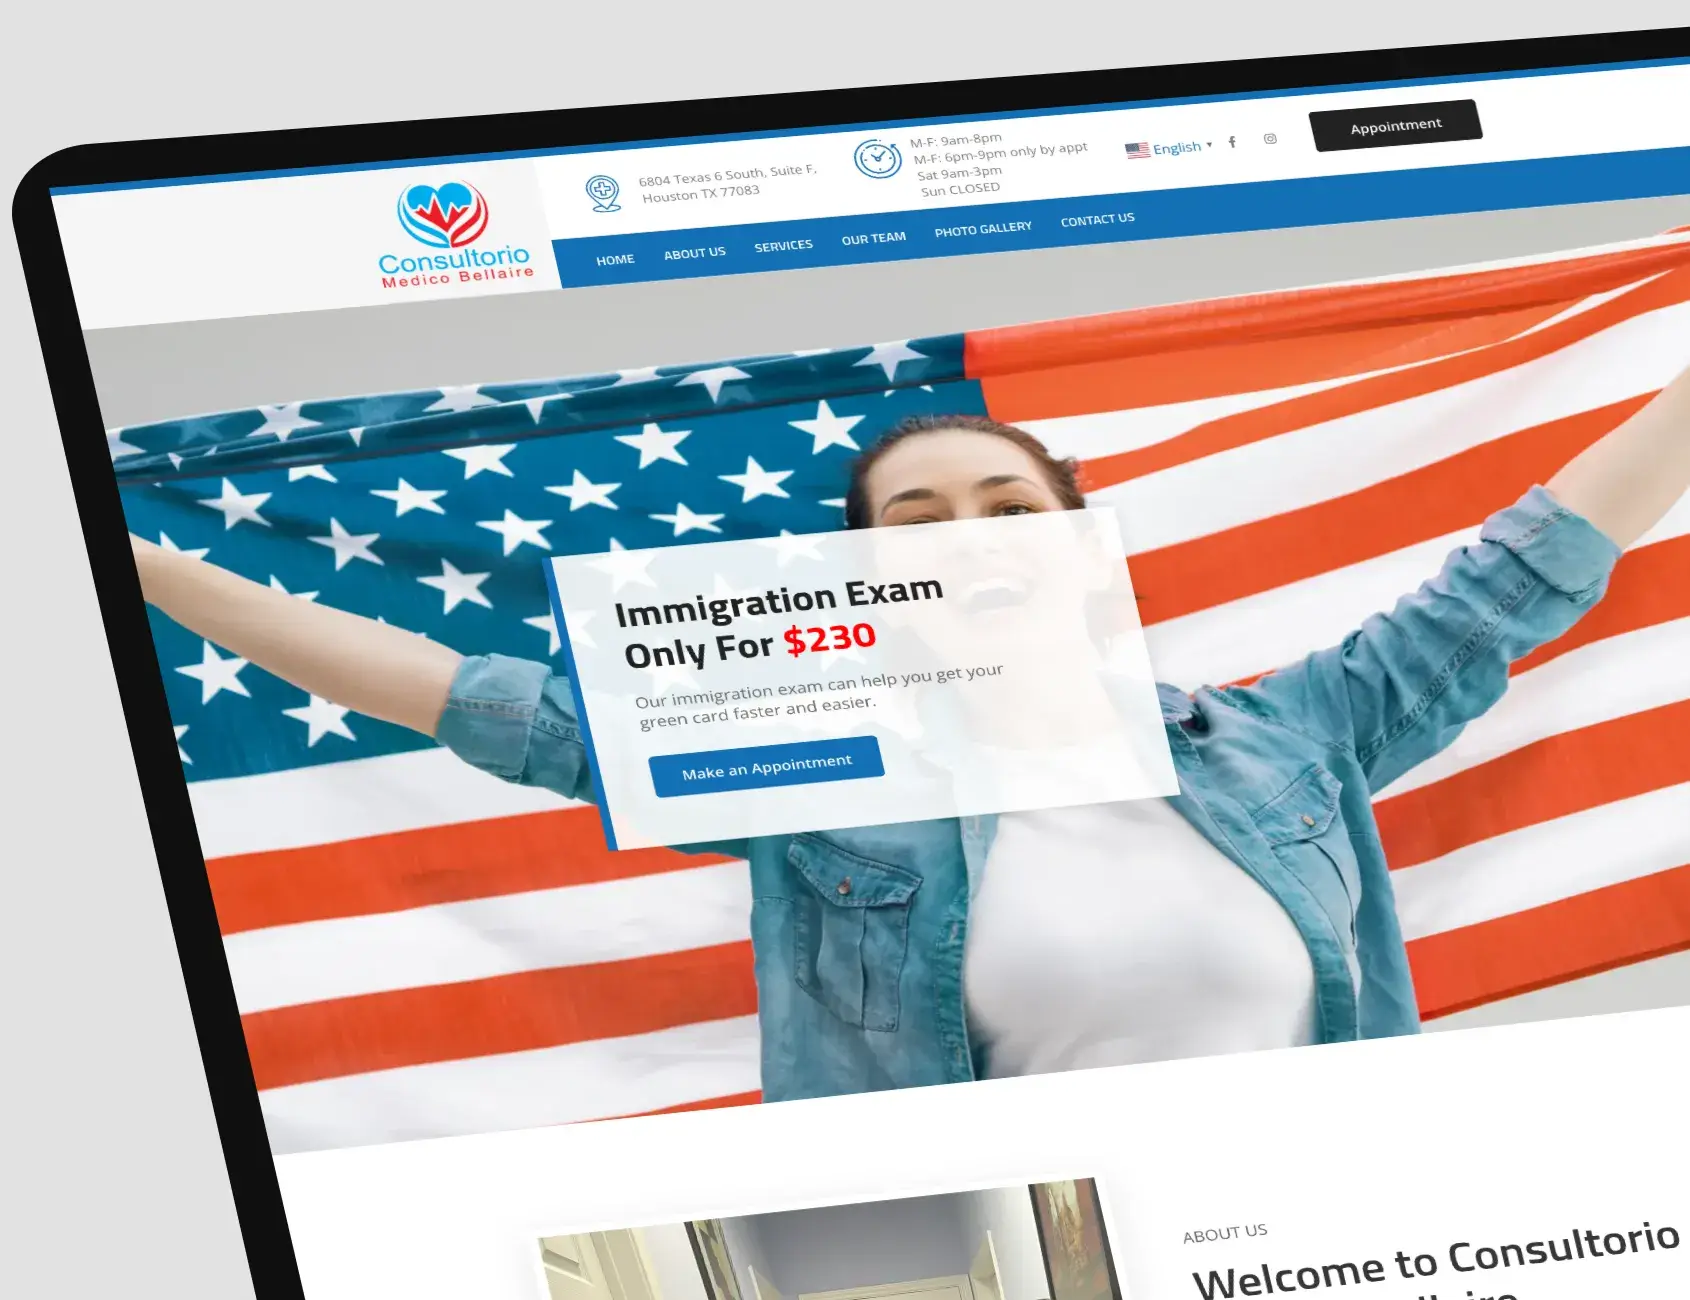 Consultorio
Medico Bellaire
6804 Texas 6 South, Suite F,
Houston TX 77083
M-F: 9am-8pm
M-F: 6pm-9pm only by appt
Sat 9am-3pm
Sun CLOSED
English
Appointment
HOME
ABOUT US
SERVICES
OUR TEAM
PHOTO GALLERY
CONTACT US
Immigration Exam
Only For $230
Our immigration exam can help you get your
green card faster and easier.
Make an Appointment
ABOUT US
Welcome to Consultorio